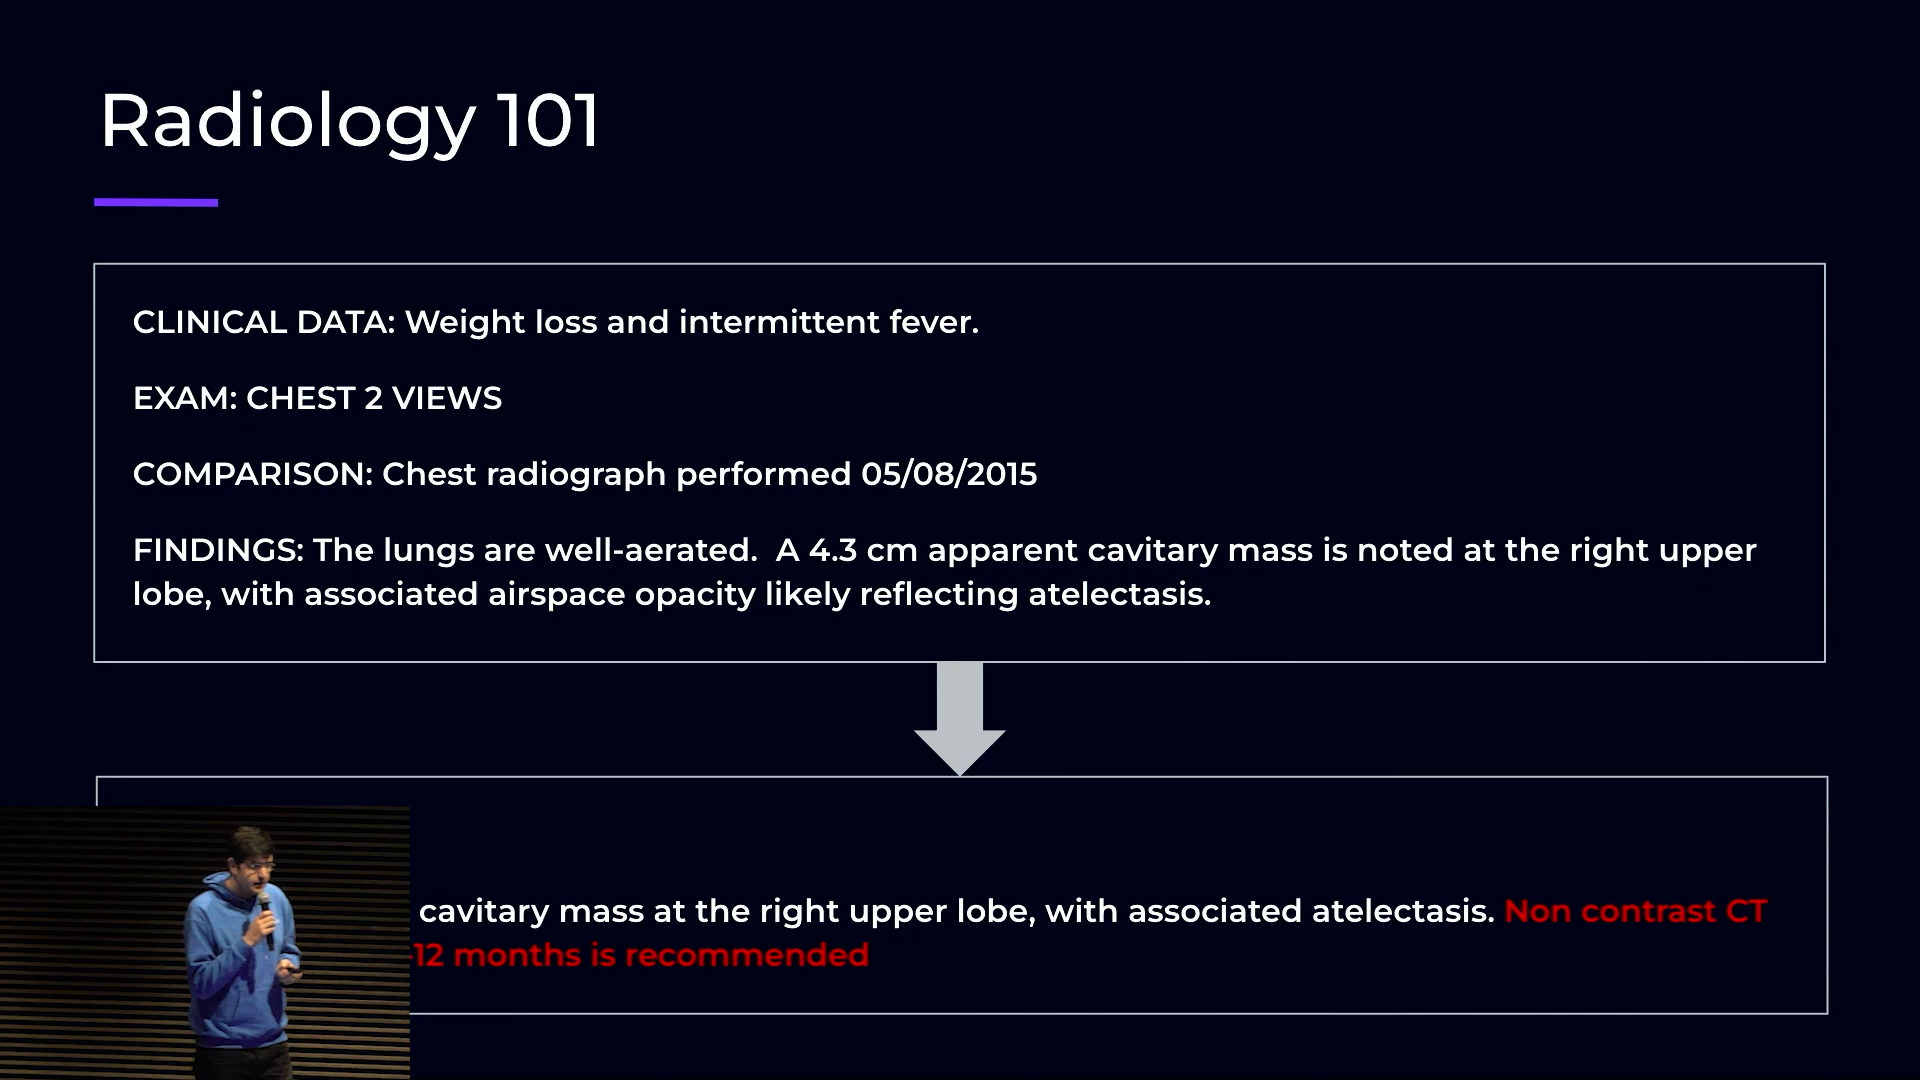 Radiology 101
CLINICAL DATA: Weight loss and intermittent fever.
EXAM: CHEST 2 VIEWS
COMPARISON: Chest radiograph performed 05/08/2015
FINDINGS: The lungs are well-aerated.  A 4.3 cm apparent cavitary mass is noted at the right upper
lobe, with associated airspace opacity likely reflecting atelectasis.
cavitary mass at the right upper lobe, with associated atelectasis. Non contrast CT
-12 months is recommended